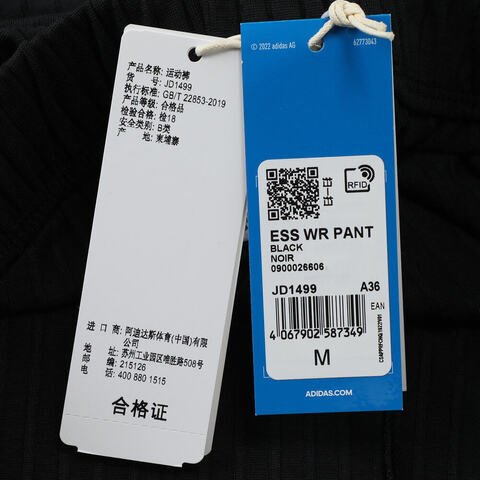 产品名称: 运动裤
货 号: JD1499
执行标准: GB/T 22853-2019
产品等级: 合格品
检验合格: 检18
安全类别: B类
产 地: 柬埔寨
进 口 商: 阿迪达斯体育(中国)有限
公司
地 址: 苏州工业园区唯胜路508号
邮 编: 215126
电 话: 400 880 1515
合格证
© 2022 adidas AG
62773043
RFID
ESS WR PANT
BLACK
NOIR
0900026606
JD1499 A36
EAN
4 067902 587349
M
ADIDAS.COM